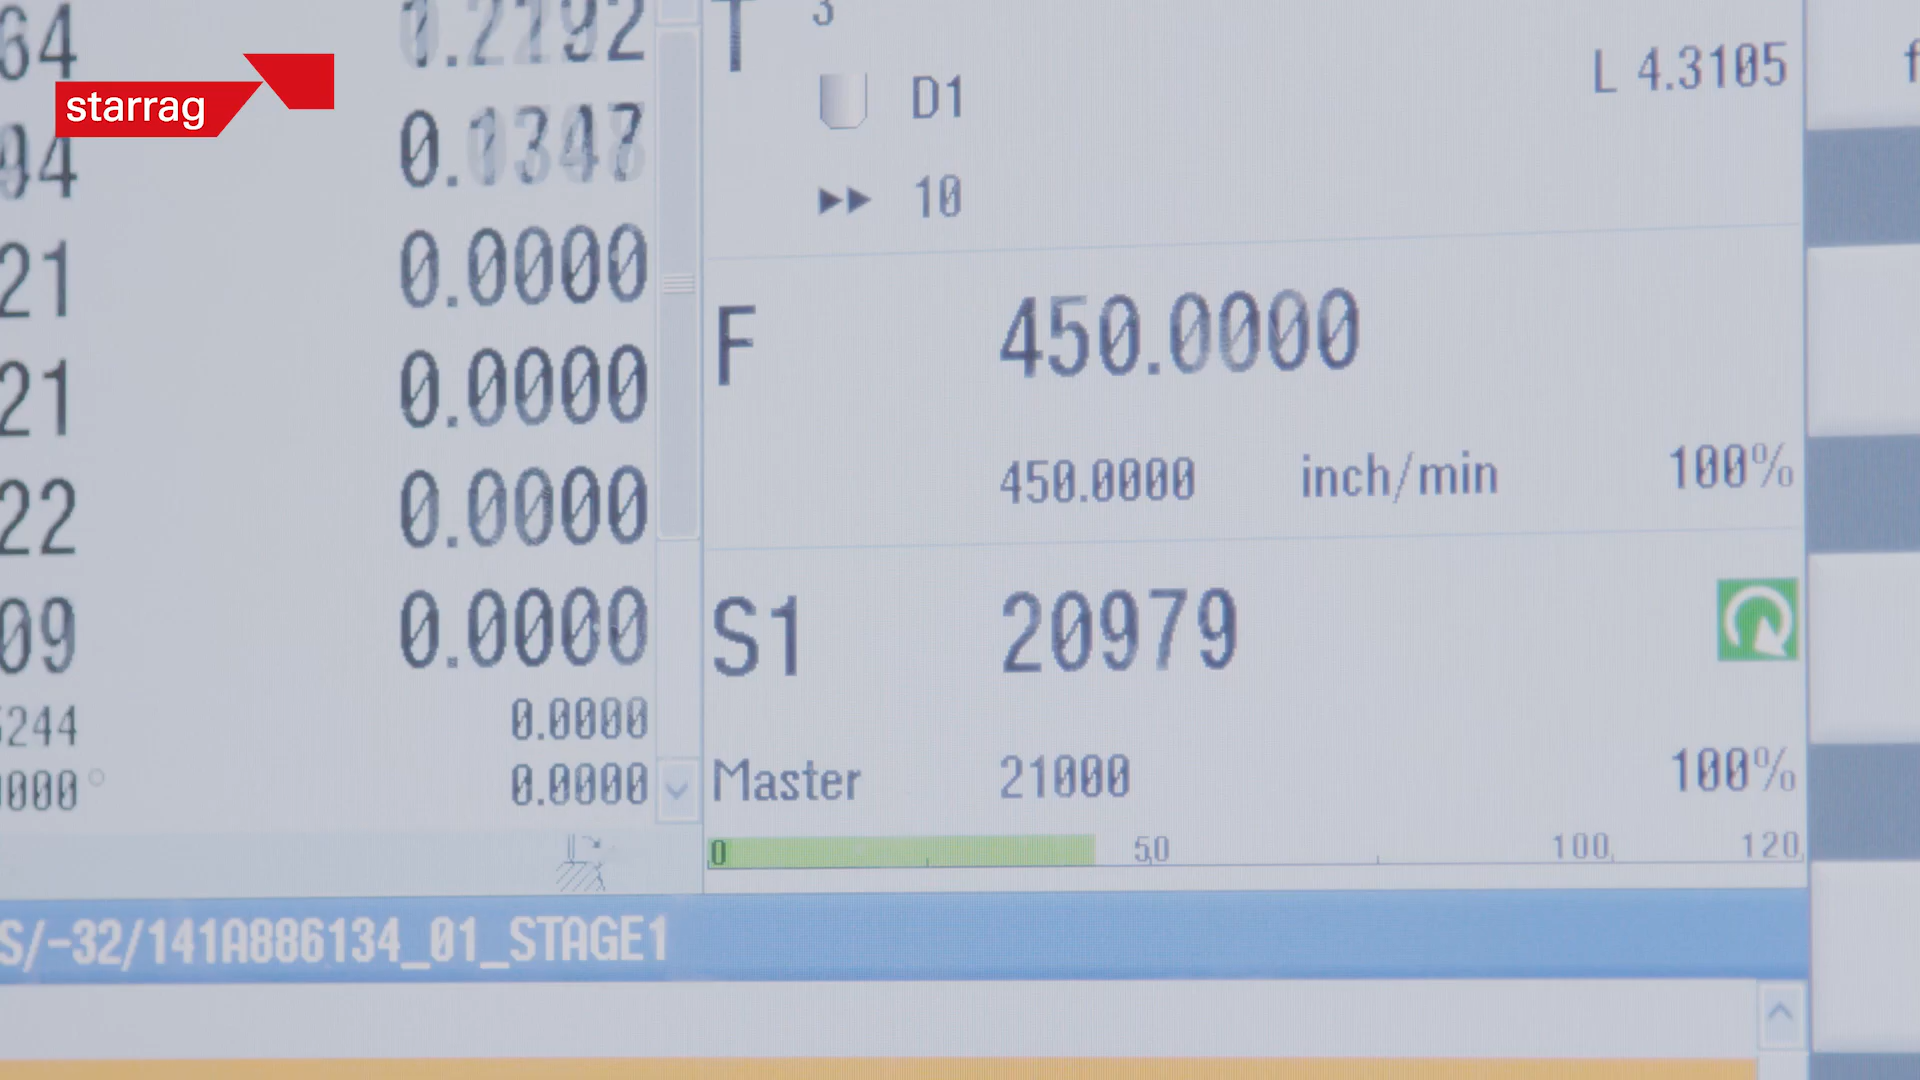 starrag
64
T 3
D1
L 4.3105
94 0.1347
10
21 0.0000
F 450.0000
21 0.0000
450.0000 inch/min 100%
22 0.0000
S1 20979
09 0.0000
5244 0.0000
Master 21000 100%
0000° 0.0000
0 50 100 120
S/-32/141A886134_01_STAGE1